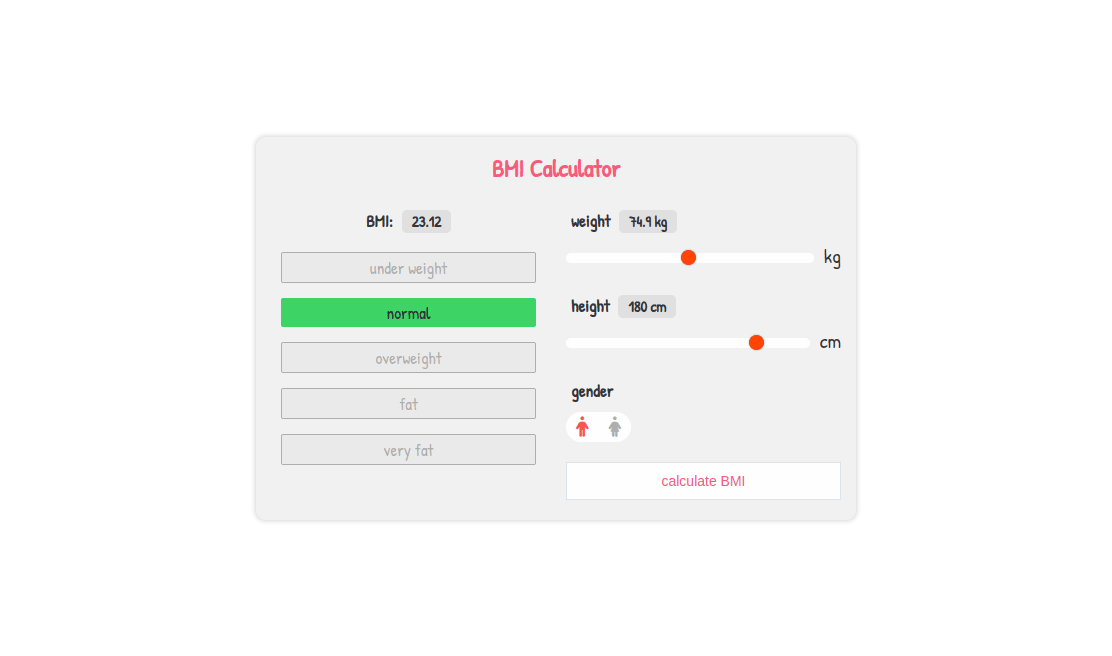 BMI Calculator
BMI: 23.12
under weight
normal
overweight
fat
very fat
weight 74.9 kg
kg
height 180 cm
cm
gender
calculate BMI